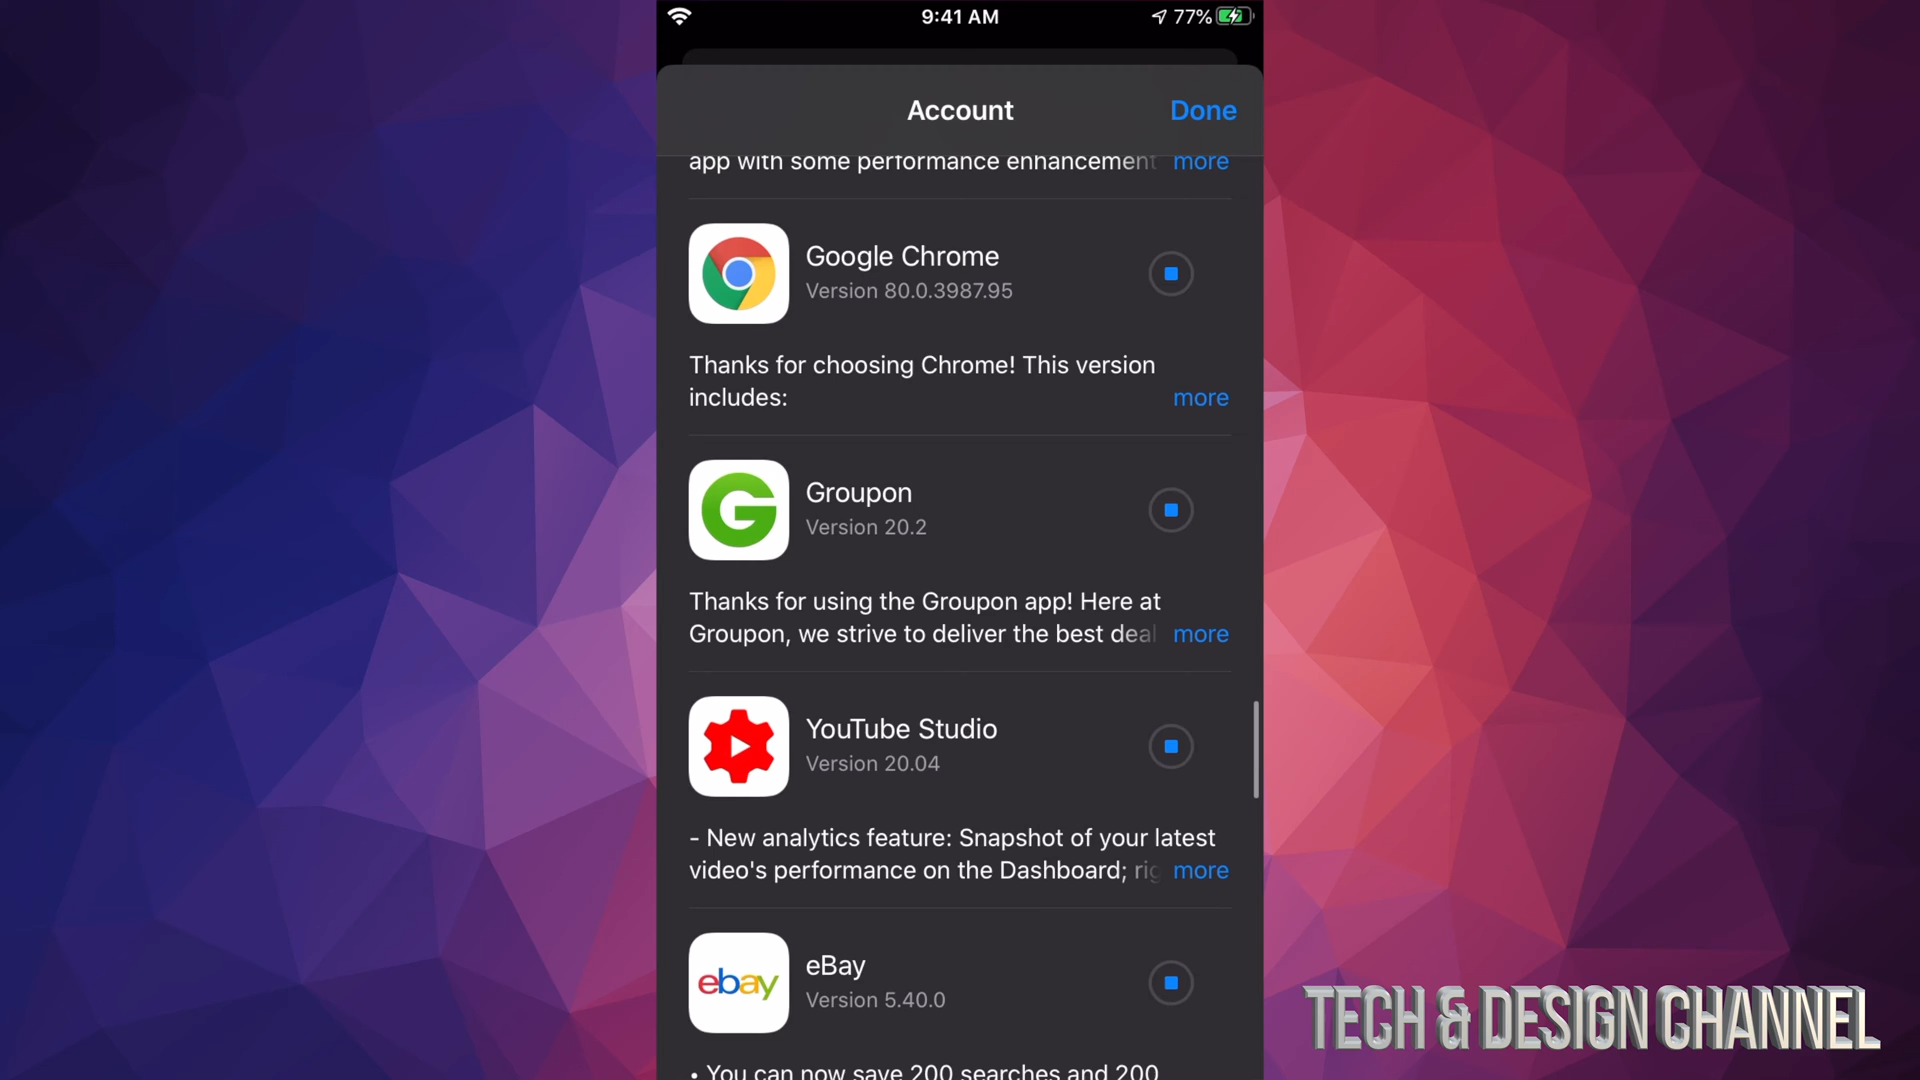 9:41 AM
77%
Account
Done
app with some performance enhancement more
Google Chrome
Version 80.0.3987.95
Thanks for choosing Chrome! This version
includes: more
Groupon
Version 20.2
Thanks for using the Groupon app! Here at
Groupon, we strive to deliver the best deal more
YouTube Studio
Version 20.04
- New analytics feature: Snapshot of your latest
video's performance on the Dashboard; more
ebay
eBay
Version 5.40.0
• You can now save 200 searches and 200
TECH & DESIGN CHANNEL